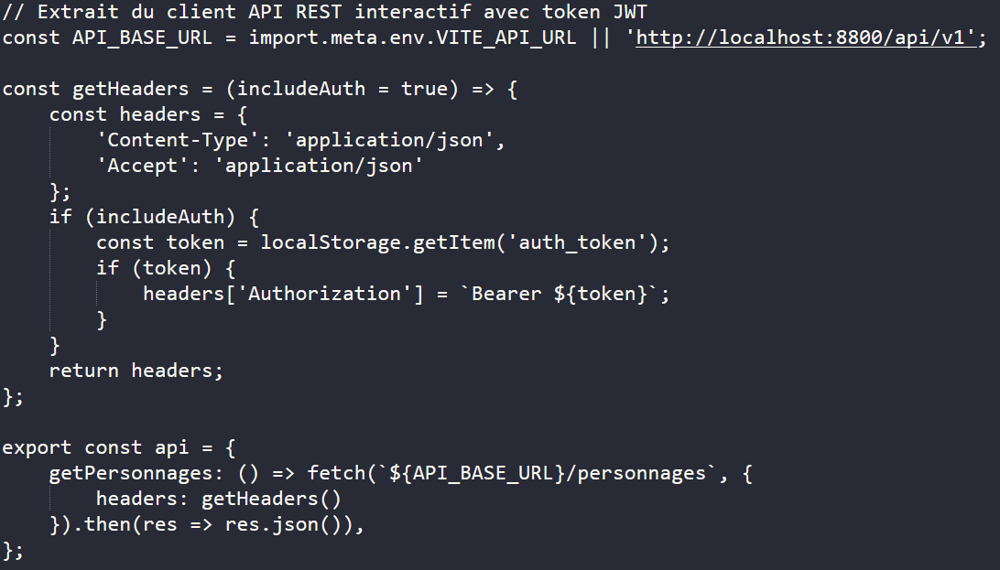 // Extrait du client API REST interactif avec token JWT
const API_BASE_URL = import.meta.env.VITE_API_URL || 'http://localhost:8800/api/v1';

const getHeaders = (includeAuth = true) => {
    const headers = {
        'Content-Type': 'application/json',
        'Accept': 'application/json'
    };
    if (includeAuth) {
        const token = localStorage.getItem('auth_token');
        if (token) {
            headers['Authorization'] = `Bearer ${token}`;
        }
    }
    return headers;
};

export const api = {
    getPersonnages: () => fetch(`${API_BASE_URL}/personnages`, {
        headers: getHeaders()
    }).then(res => res.json()),
};